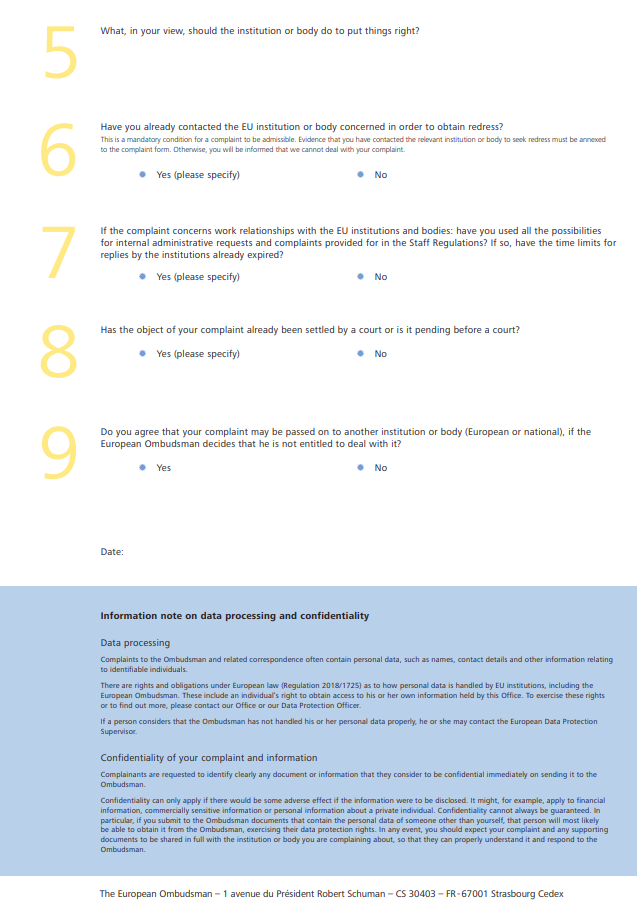 5
What, in your view, should the institution or body do to put things right?
6
Have you already contacted the EU institution or body concerned in order to obtain redress?
This is a mandatory condition for a complaint to be admissible. Evidence that you have contacted the relevant institution or body to seek redress must be annexed
to the complaint form. Otherwise, you will be informed that we cannot deal with your complaint.
Yes (please specify) No
7
If the complaint concerns work relationships with the EU institutions and bodies: have you used all the possibilities
for internal administrative requests and complaints provided for in the Staff Regulations? If so, have the time limits for
replies by the institutions already expired?
Yes (please specify) No
8
Has the object of your complaint already been settled by a court or is it pending before a court?
Yes (please specify) No
9
Do you agree that your complaint may be passed on to another institution or body (European or national), if the
European Ombudsman decides that he is not entitled to deal with it?
Yes No
Date:
Information note on data processing and confidentiality
Data processing
Complaints to the Ombudsman and related correspondence often contain personal data, such as names, contact details and other information relating
to identifiable individuals.
There are rights and obligations under European law (Regulation 2018/1725) as to how personal data is handled by EU institutions, including the
European Ombudsman. These include an individual's right to obtain access to his or her own information held by this Office. To exercise these rights
or to find out more, please contact our Office or our Data Protection Officer.
If a person considers that the Ombudsman has not handled his or her personal data properly, he or she may contact the European Data Protection
Supervisor.
Confidentiality of your complaint and information
Complainants are requested to identify clearly any document or information that they consider to be confidential immediately on sending it to the
Ombudsman.
Confidentiality can only apply if there would be some adverse effect if the information were to be disclosed. It might, for example, apply to financial
information, commercially sensitive information or personal information about a private individual. Confidentiality cannot always be guaranteed. In
particular, if you submit to the Ombudsman documents that contain the personal data of someone other than yourself, that person will most likely
be able to obtain it from the Ombudsman, exercising their data protection rights. In any event, you should expect your complaint and any supporting
documents to be shared in full with the institution or body you are complaining about, so that they can properly understand it and respond to the
Ombudsman.
The European Ombudsman – 1 avenue du Président Robert Schuman – CS 30403 – FR-67001 Strasbourg Cedex